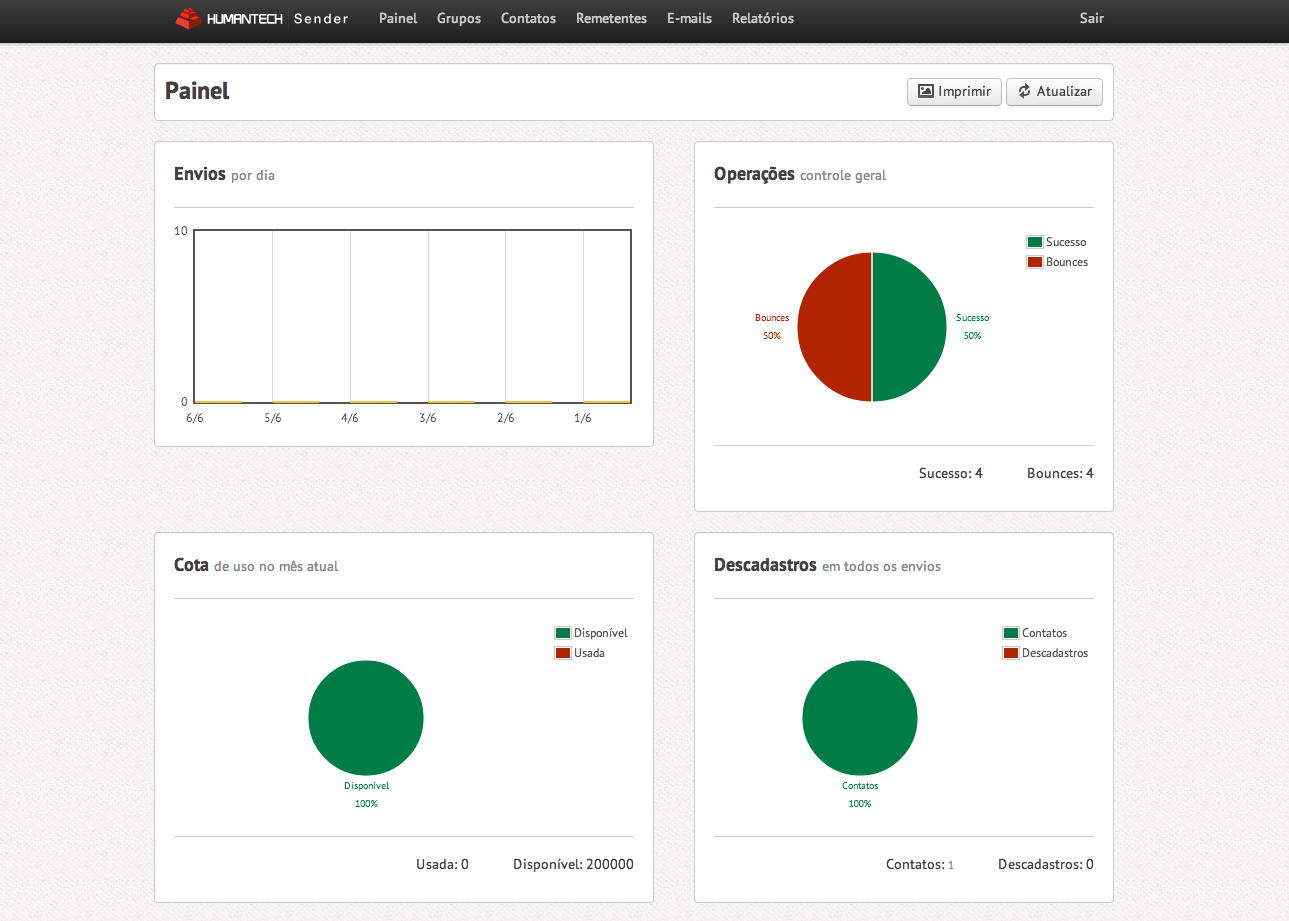 HUMANTECH Sender Painel Grupos Contatos Remetentes E-mails Relatórios Sair
Painel
Imprimir Atualizar
Envios por dia
10
0
6/6 5/6 4/6 3/6 2/6 1/6
Operações controle geral
Sucesso
Bounces
Bounces
50%
Sucesso
50%
Sucesso: 4 Bounces: 4
Cota de uso no mês atual
Disponível
Usada
Disponível
100%
Usada: 0 Disponível: 200000
Descadastros em todos os envios
Contatos
Descadastros
Contatos
100%
Contatos: 1 Descadastros: 0